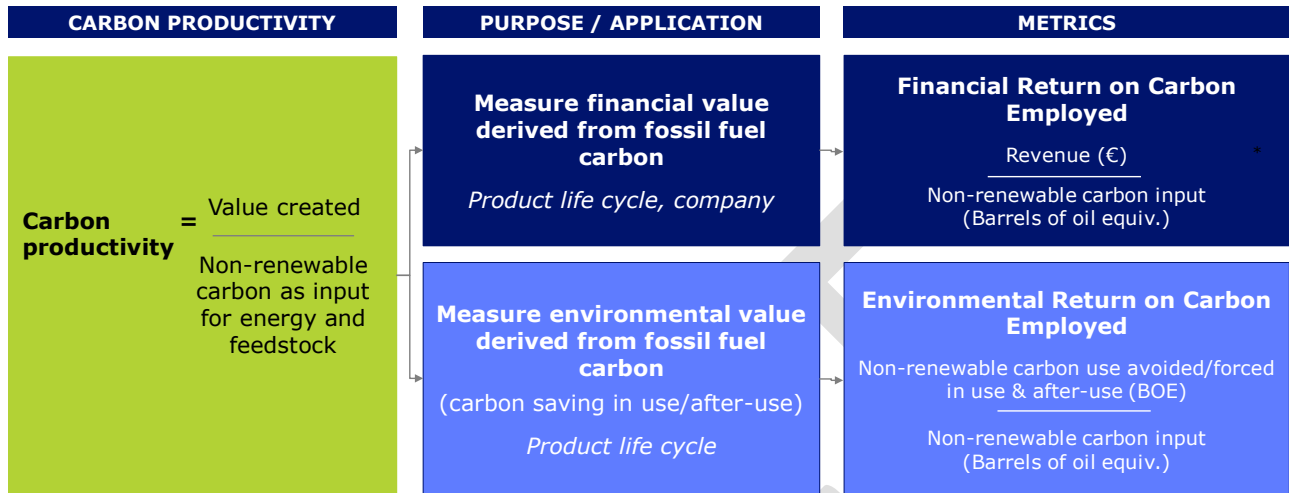 CARBON PRODUCTIVITY
PURPOSE / APPLICATION
METRICS
Carbon
productivity
=
Value created
Non-renewable
carbon as input
for energy and
feedstock
Measure financial value
derived from fossil fuel
carbon
Product life cycle, company
Financial Return on Carbon
Employed
Revenue (€)
*
Non-renewable carbon input
(Barrels of oil equiv.)
Measure environmental value
derived from fossil fuel
carbon
(carbon saving in use/after-use)
Product life cycle
Environmental Return on Carbon
Employed
Non-renewable carbon use avoided/forced
in use & after-use (BOE)
Non-renewable carbon input
(Barrels of oil equiv.)